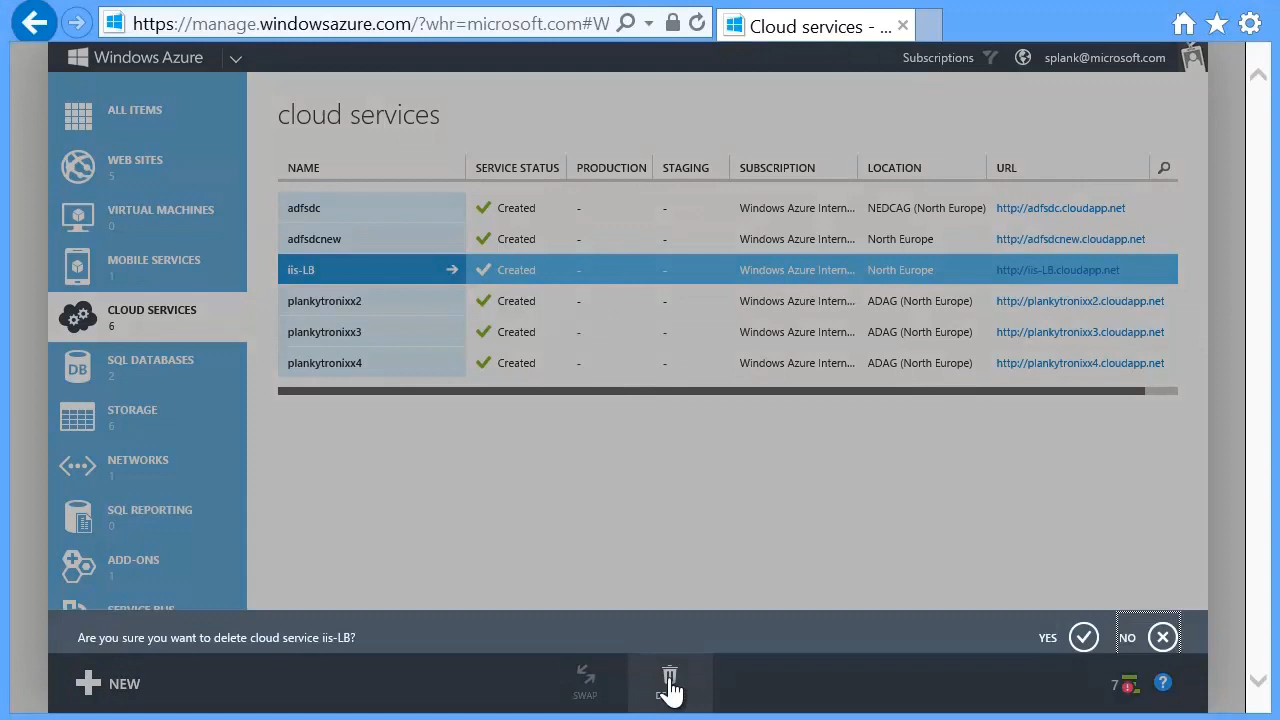 https://manage.windowsazure.com/?whr=microsoft.com#W
Cloud services - ...
Windows Azure
Subscriptions
splank@microsoft.com
ALL ITEMS
WEB SITES
5
VIRTUAL MACHINES
0
MOBILE SERVICES
1
CLOUD SERVICES
6
SQL DATABASES
2
DB
STORAGE
6
NETWORKS
1
SQL REPORTING
0
ADD-ONS
1
SERVICE BUS
cloud services
NAME SERVICE STATUS PRODUCTION STAGING SUBSCRIPTION LOCATION URL
adfsdc Created - - Windows Azure Intern... NEDCAG (North Europe) http://adfsdc.cloudapp.net
adfsdcnew Created - - Windows Azure Intern... North Europe http://adfsdcnew.cloudapp.net
iis-LB Created - - Windows Azure Intern... North Europe http://iis-LB.cloudapp.net
plankytronixx2 Created - - Windows Azure Intern... ADAG (North Europe) http://plankytronixx2.cloudapp.net
plankytronixx3 Created - - Windows Azure Intern... ADAG (North Europe) http://plankytronixx3.cloudapp.net
plankytronixx4 Created - - Windows Azure Intern... ADAG (North Europe) http://plankytronixx4.cloudapp.net
Are you sure you want to delete cloud service iis-LB?
YES NO
NEW
SWAP
7
?